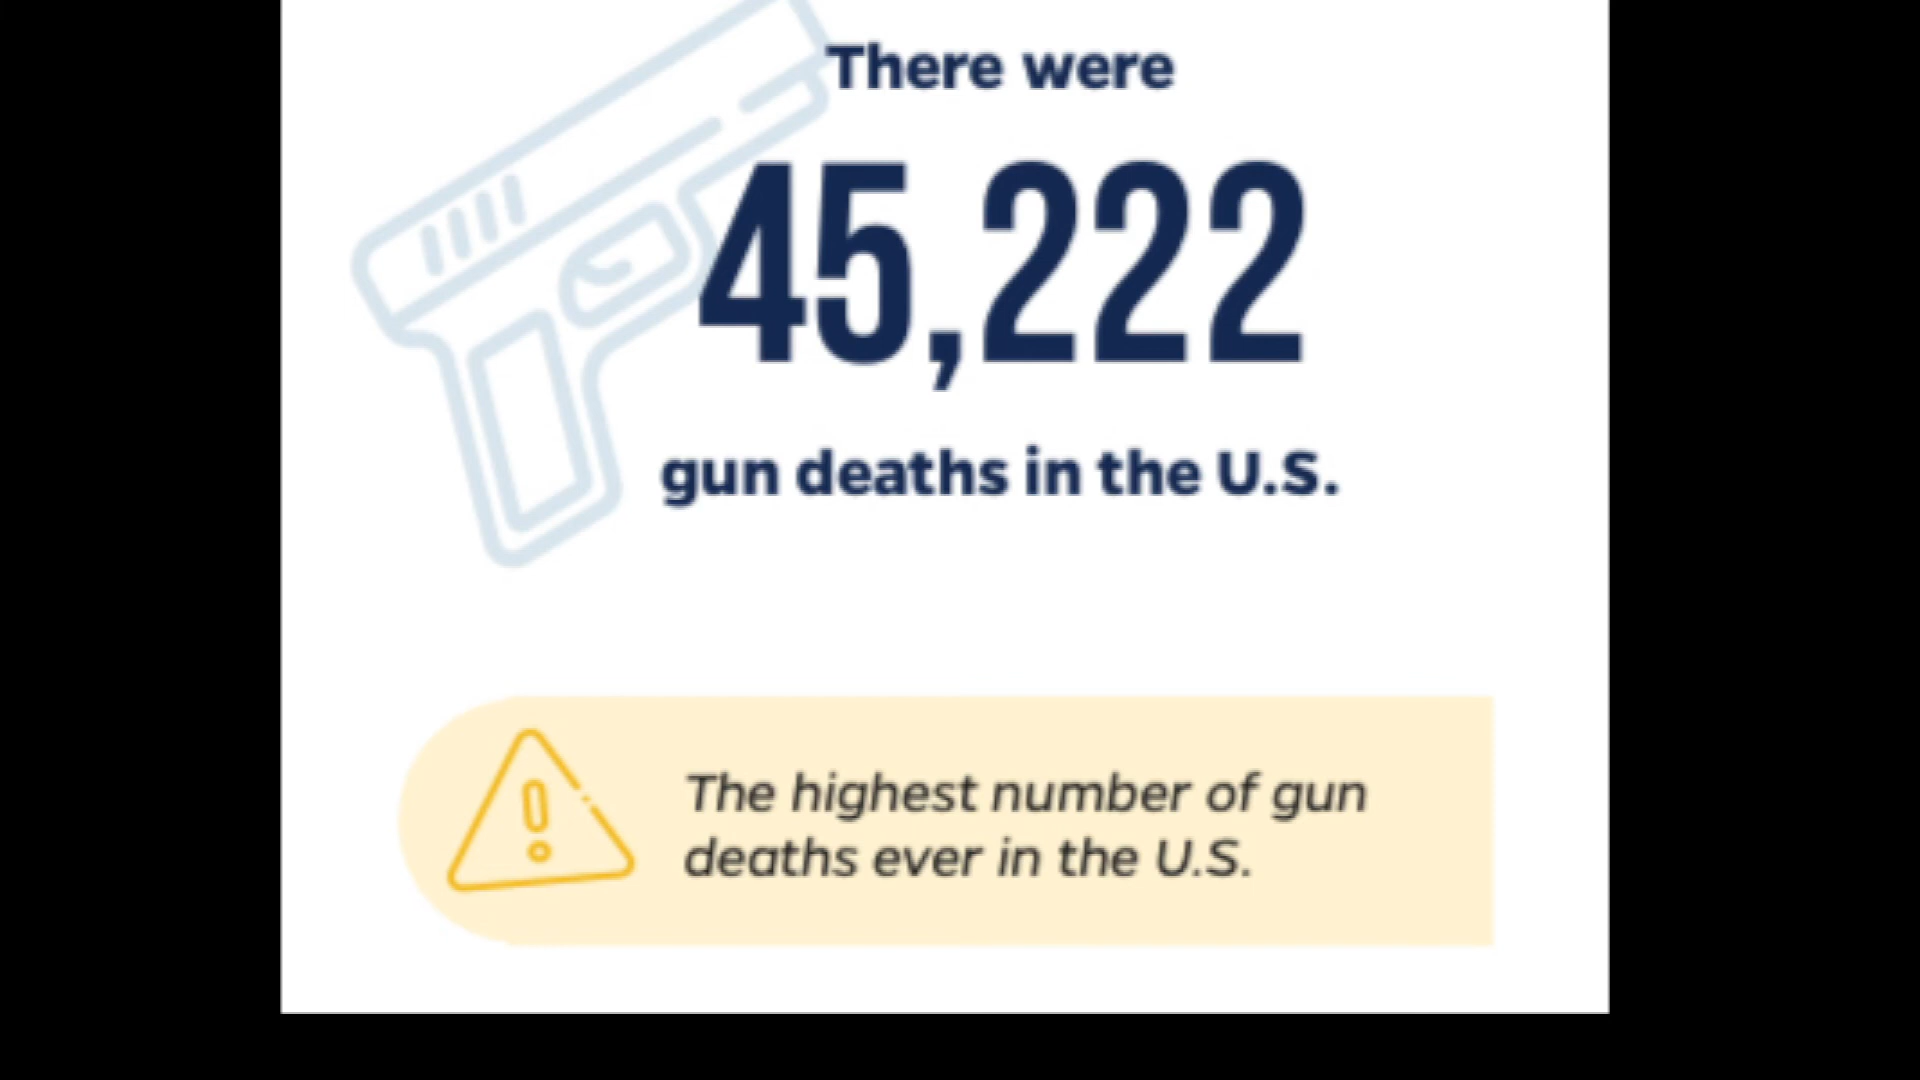 There were
45,222
gun deaths in the U.S.
The highest number of gun
deaths ever in the U.S.